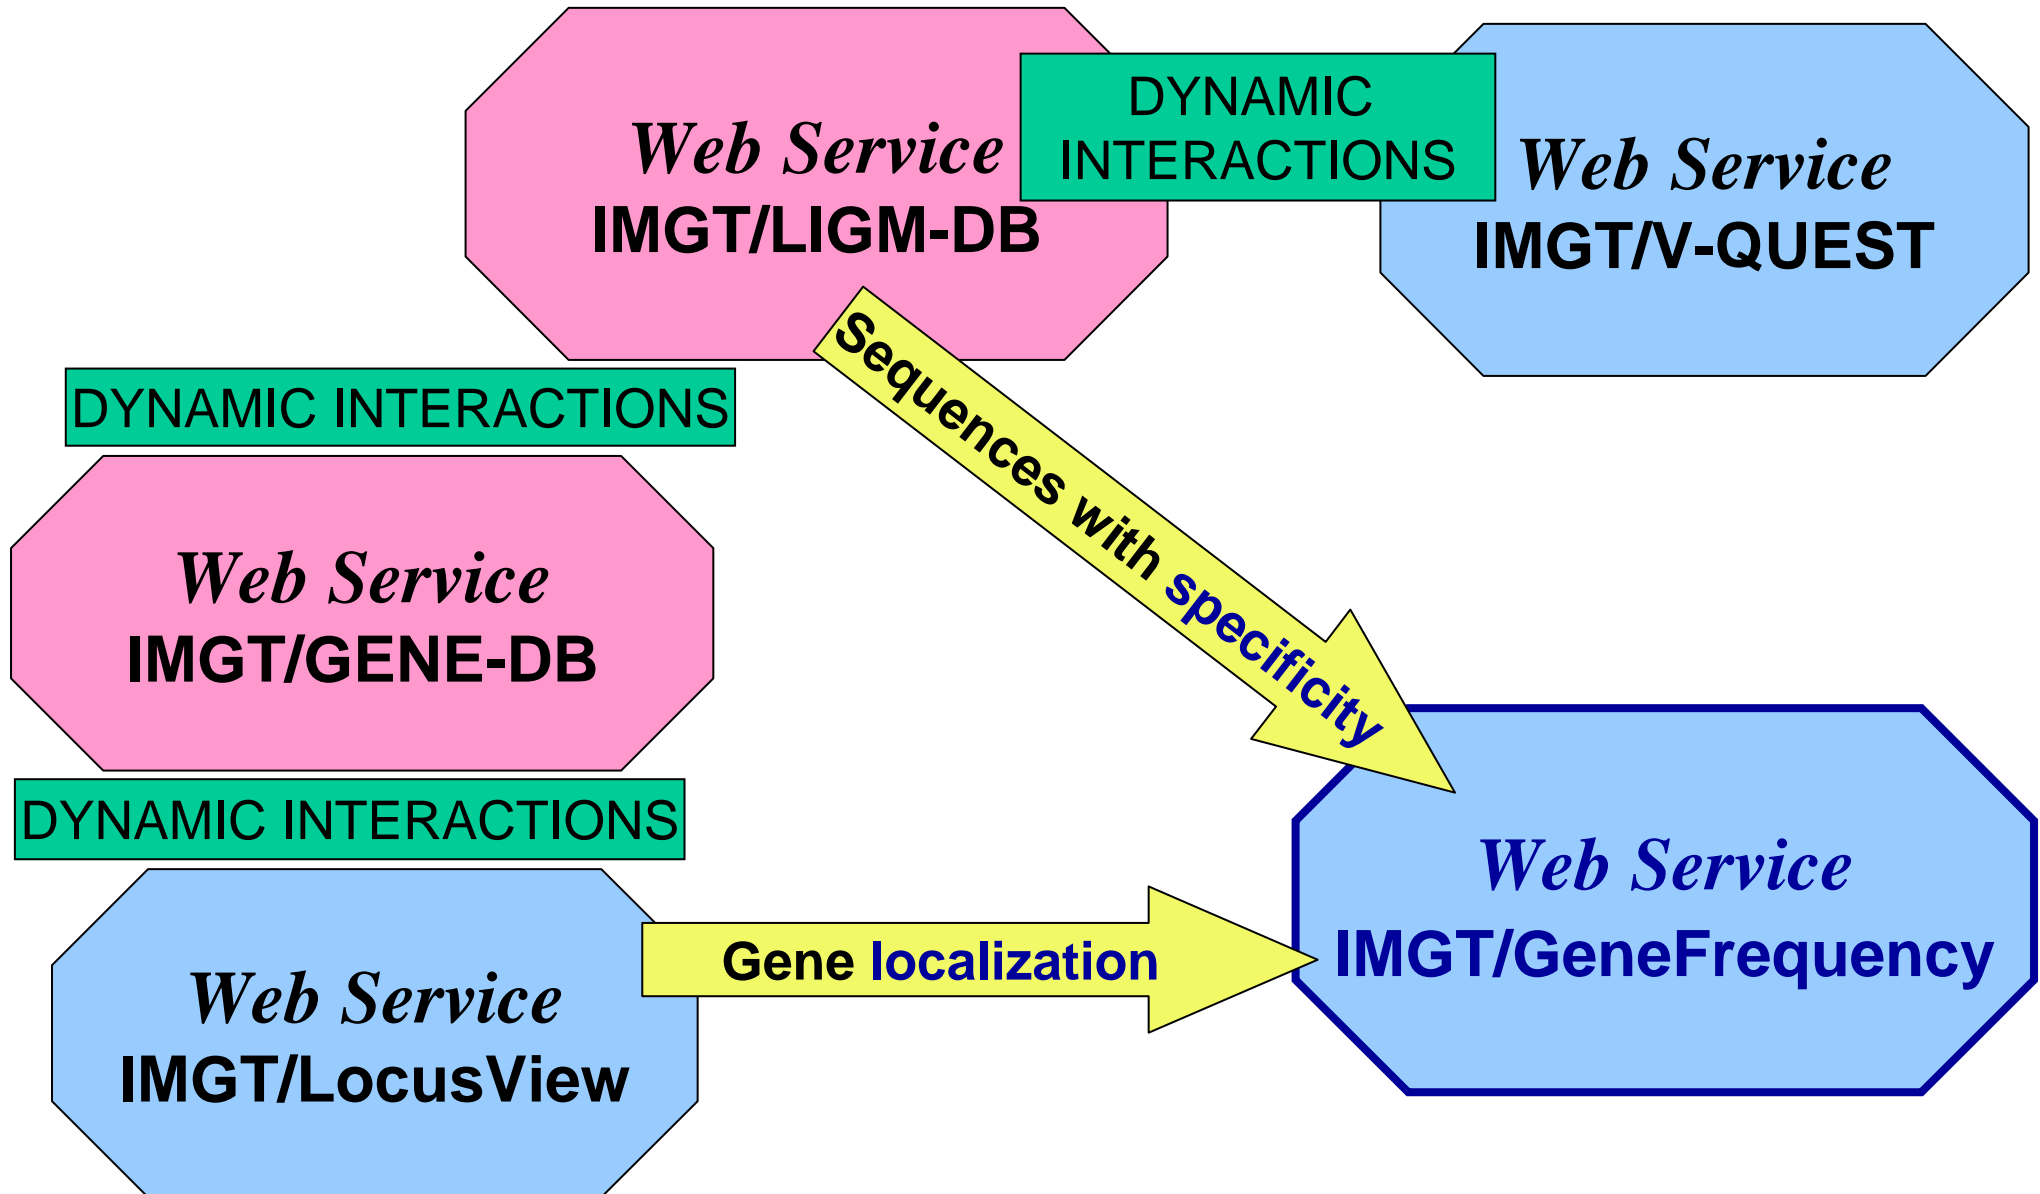 Web Service
IMGT/LIGM-DB
DYNAMIC
INTERACTIONS
Web Service
IMGT/V-QUEST
Sequences with specificity
DYNAMIC INTERACTIONS
Web Service
IMGT/GENE-DB
DYNAMIC INTERACTIONS
Web Service
IMGT/LocusView
Gene localization
Web Service
IMGT/GeneFrequency